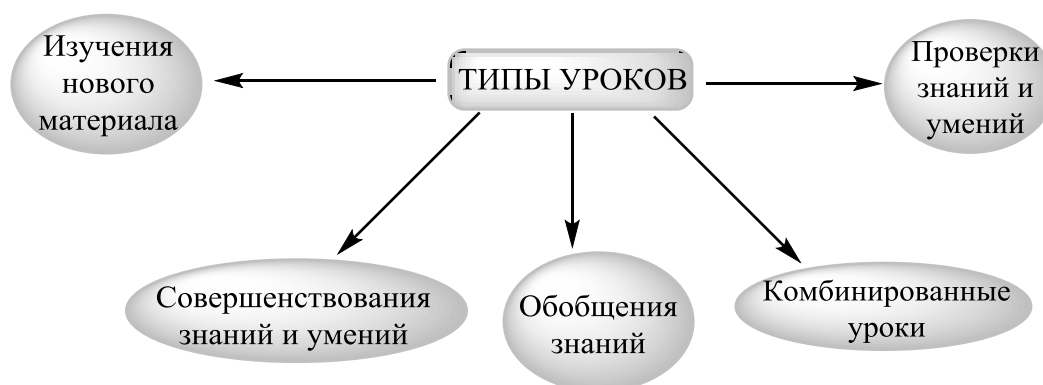 ТИПЫ УРОКОВ
Изучения
нового
материала
Проверки
знаний и
умений
Совершенствования
знаний и умений
Обобщения
знаний
Комбинированные
уроки